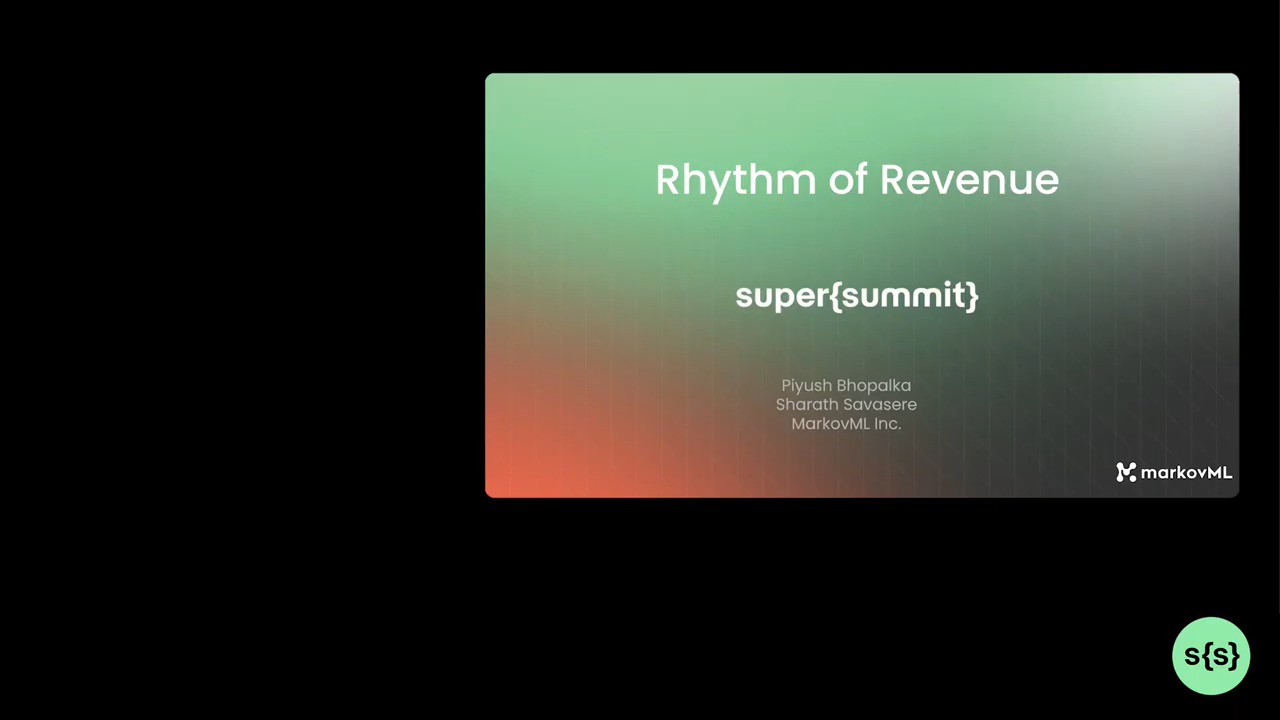 Rhythm of Revenue
super{summit}
Piyush Bhopalka
Sharath Savasere
MarkovML Inc.
markovML
s{s}